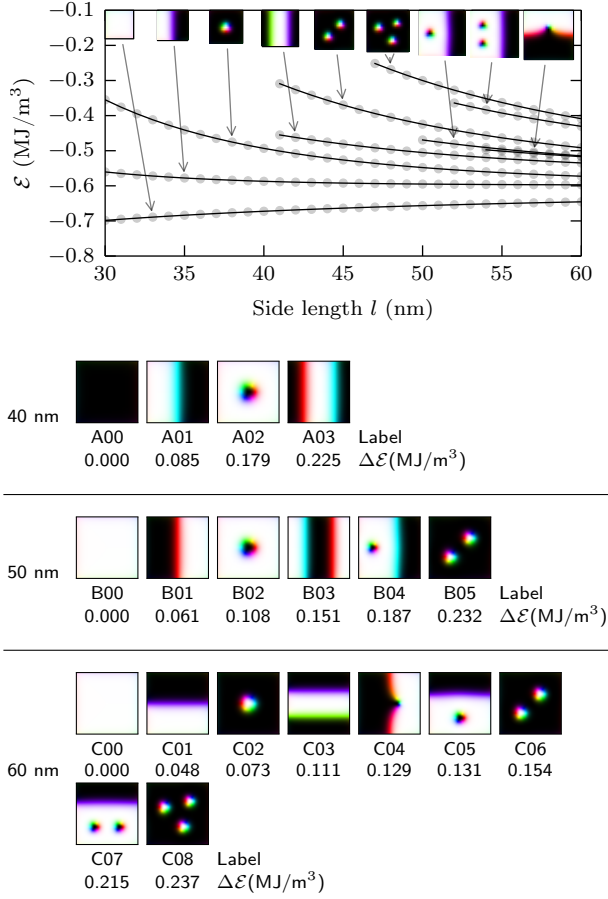 −0.1
−0.2
−0.3
−0.4
−0.5
−0.6
−0.7
−0.8
ℰ (MJ/m³)
30 35 40 45 50 55 60
Side length l (nm)
40 nm
A00 A01 A02 A03 Label
0.000 0.085 0.179 0.225 Δℰ(MJ/m³)
50 nm
B00 B01 B02 B03 B04 B05 Label
0.000 0.061 0.108 0.151 0.187 0.232 Δℰ(MJ/m³)
60 nm
C00 C01 C02 C03 C04 C05 C06
0.000 0.048 0.073 0.111 0.129 0.131 0.154
C07 C08 Label
0.215 0.237 Δℰ(MJ/m³)